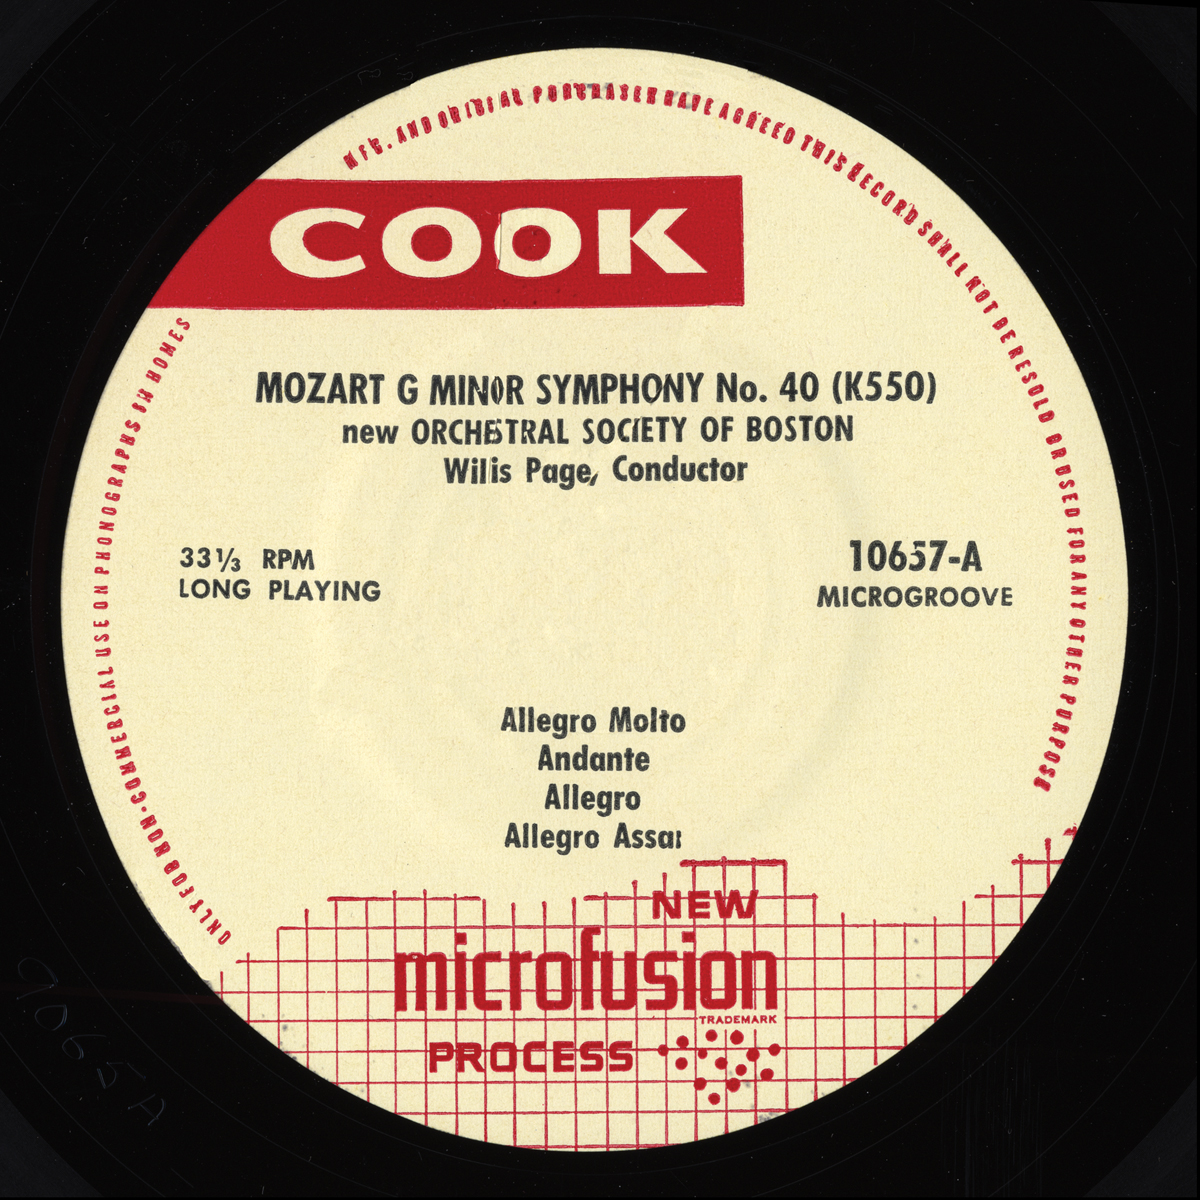 MFG. AND ORIGINAL PURCHASER HAVE AGREED THIS RECORD SHALL NOT BE RESOLD OR USED FOR ANY OTHER PURPOSE
COOK
MOZART G MINOR SYMPHONY No. 40 (K550)
new ORCHESTRAL SOCIETY OF BOSTON
Willis Page, Conductor
33⅓ RPM
LONG PLAYING
10657-A
MICROGROOVE
Allegro Molto
Andante
Allegro
Allegro Assai
ONLY FOR NON-COMMERCIAL USE ON PHONOGRAPHS IN HOMES
NEW
microfusion
TRADEMARK
PROCESS